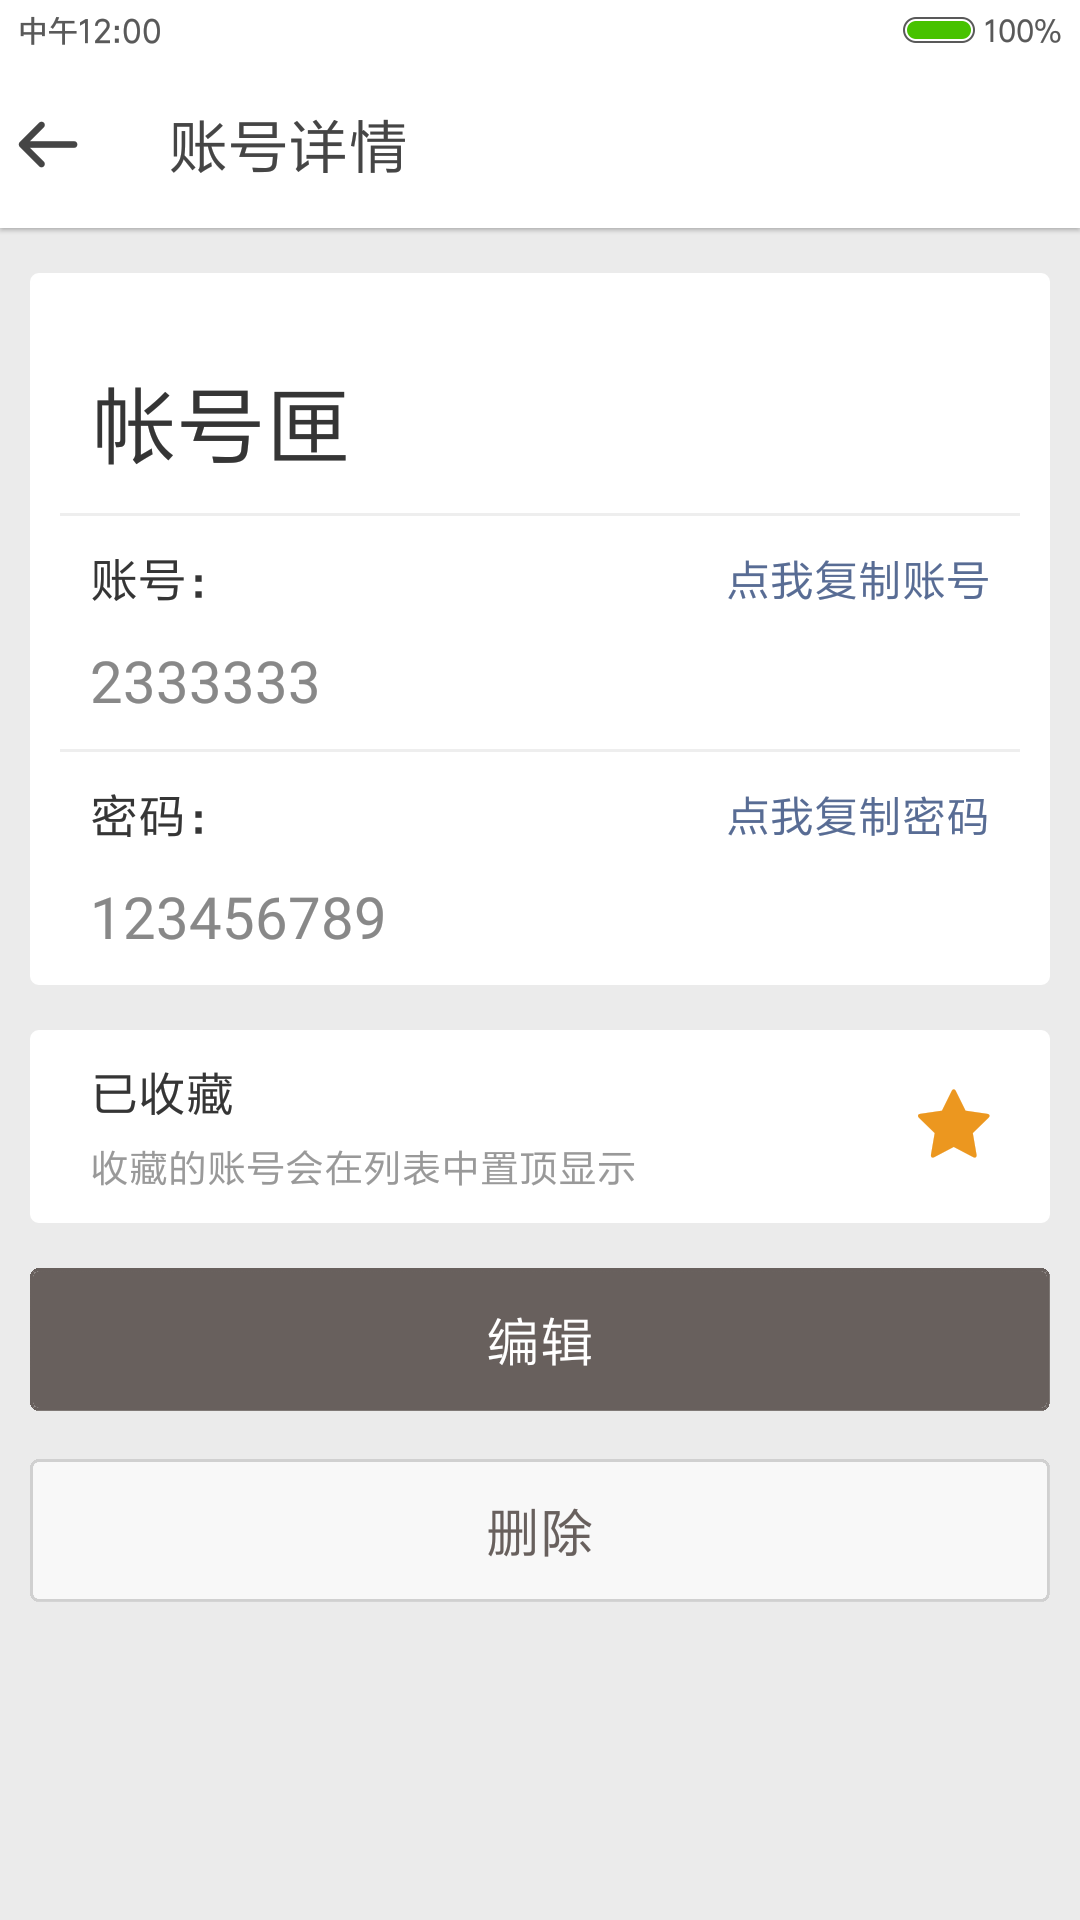 中午12:00 100%
账号详情
帐号匣
账号： 点我复制账号
2333333
密码： 点我复制密码
123456789
已收藏
收藏的账号会在列表中置顶显示
编辑
删除